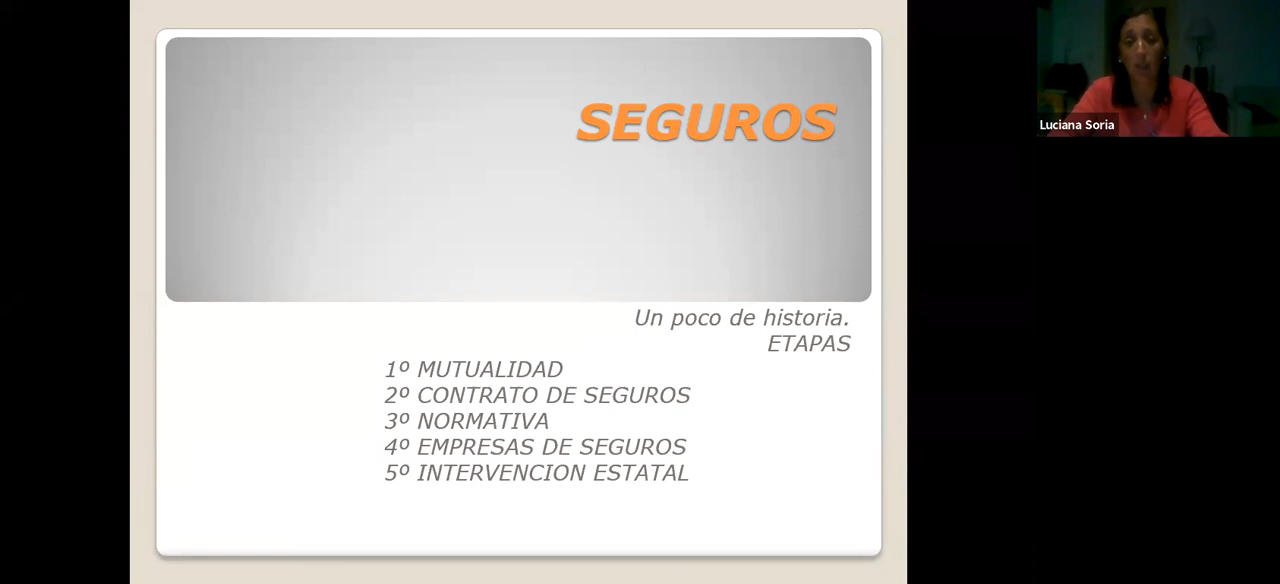 SEGUROS
Un poco de historia.
ETAPAS
1º MUTUALIDAD
2º CONTRATO DE SEGUROS
3º NORMATIVA
4º EMPRESAS DE SEGUROS
5º INTERVENCION ESTATAL
Luciana Soria